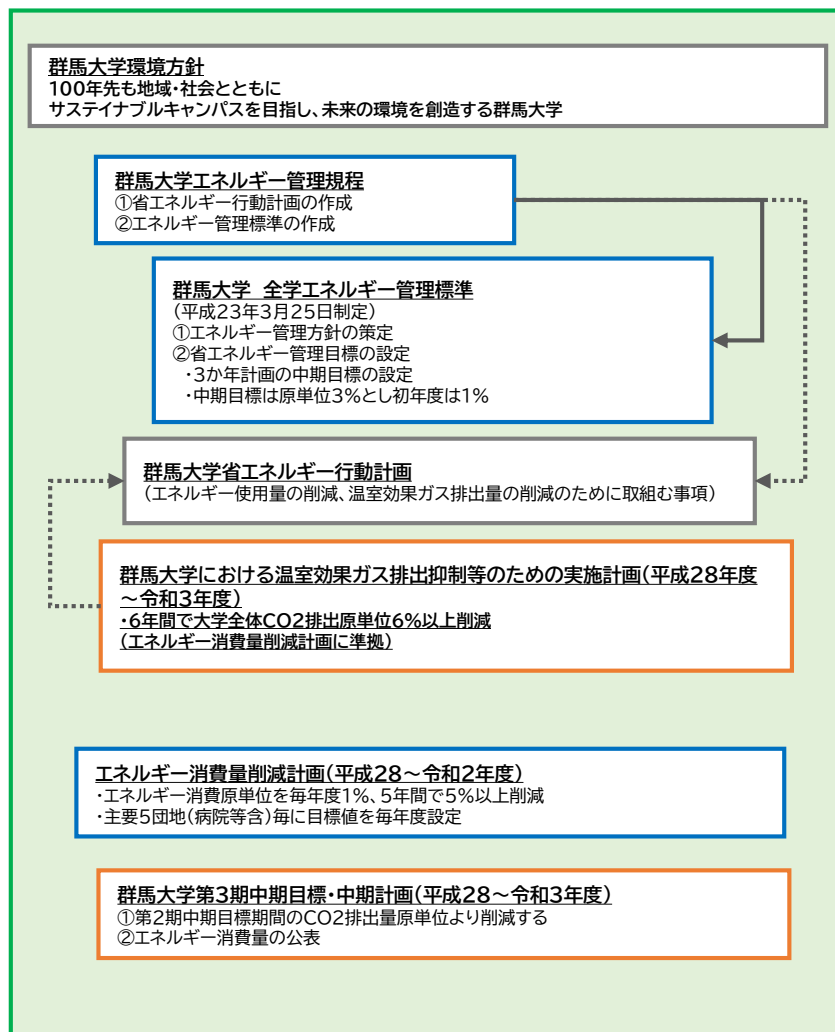 群馬大学環境方針
100年先も地域・社会とともに
サステイナブルキャンパスを目指し、未来の環境を創造する群馬大学
群馬大学エネルギー管理規程
①省エネルギー行動計画の作成
②エネルギー管理標準の作成
群馬大学　全学エネルギー管理標準
(平成23年3月25日制定)
①エネルギー管理方針の策定
②省エネルギー管理目標の設定
・3か年計画の中期目標の設定
・中期目標は原単位3%とし初年度は1%
群馬大学省エネルギー行動計画
(エネルギー使用量の削減、温室効果ガス排出量の削減のために取組む事項)
群馬大学における温室効果ガス排出抑制等のための実施計画(平成28年度
～令和3年度)
・6年間で大学全体CO2排出原単位6%以上削減
(エネルギー消費量削減計画に準拠)
エネルギー消費量削減計画(平成28～令和2年度)
・エネルギー消費原単位を毎年度1%、5年間で5%以上削減
・主要5団地(病院等含)毎に目標値を毎年度設定
群馬大学第3期中期目標・中期計画(平成28～令和3年度)
①第2期中期目標期間のCO2排出量原単位より削減する
②エネルギー消費量の公表